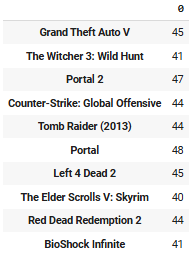 0
Grand Theft Auto V 45
The Witcher 3: Wild Hunt 41
Portal 2 47
Counter-Strike: Global Offensive 44
Tomb Raider (2013) 44
Portal 48
Left 4 Dead 2 45
The Elder Scrolls V: Skyrim 40
Red Dead Redemption 2 44
BioShock Infinite 41